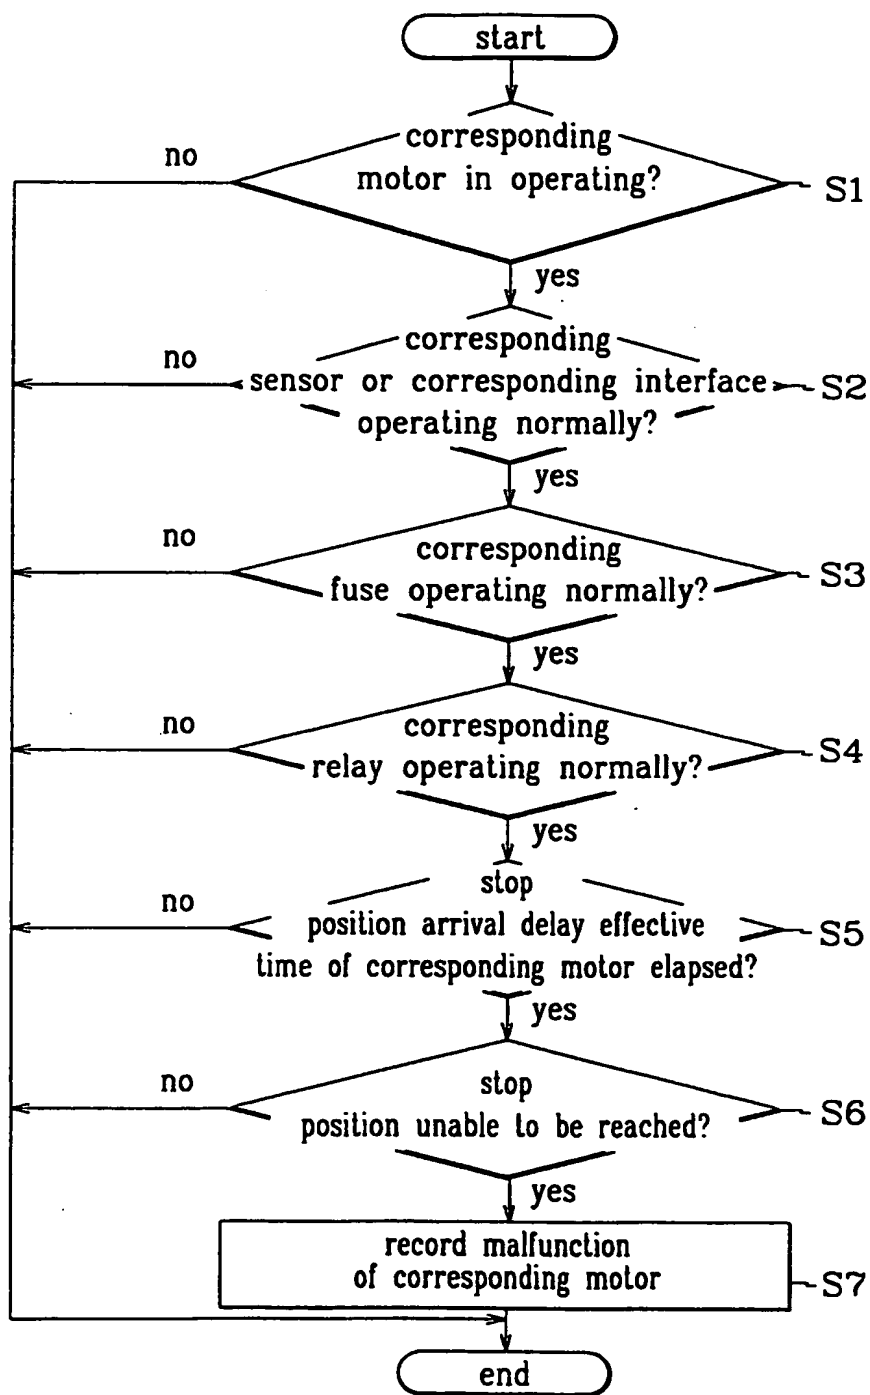 start
corresponding
motor in operating?
no
S1
yes
corresponding
no
sensor or corresponding interface
S2
operating normally?
yes
no
corresponding
S3
fuse operating normally?
yes
no
corresponding
S4
relay operating normally?
yes
stop
no
position arrival delay effective
S5
time of corresponding motor elapsed?
yes
no
stop
S6
position unable to be reached?
yes
record malfunction
of corresponding motor
S7
end